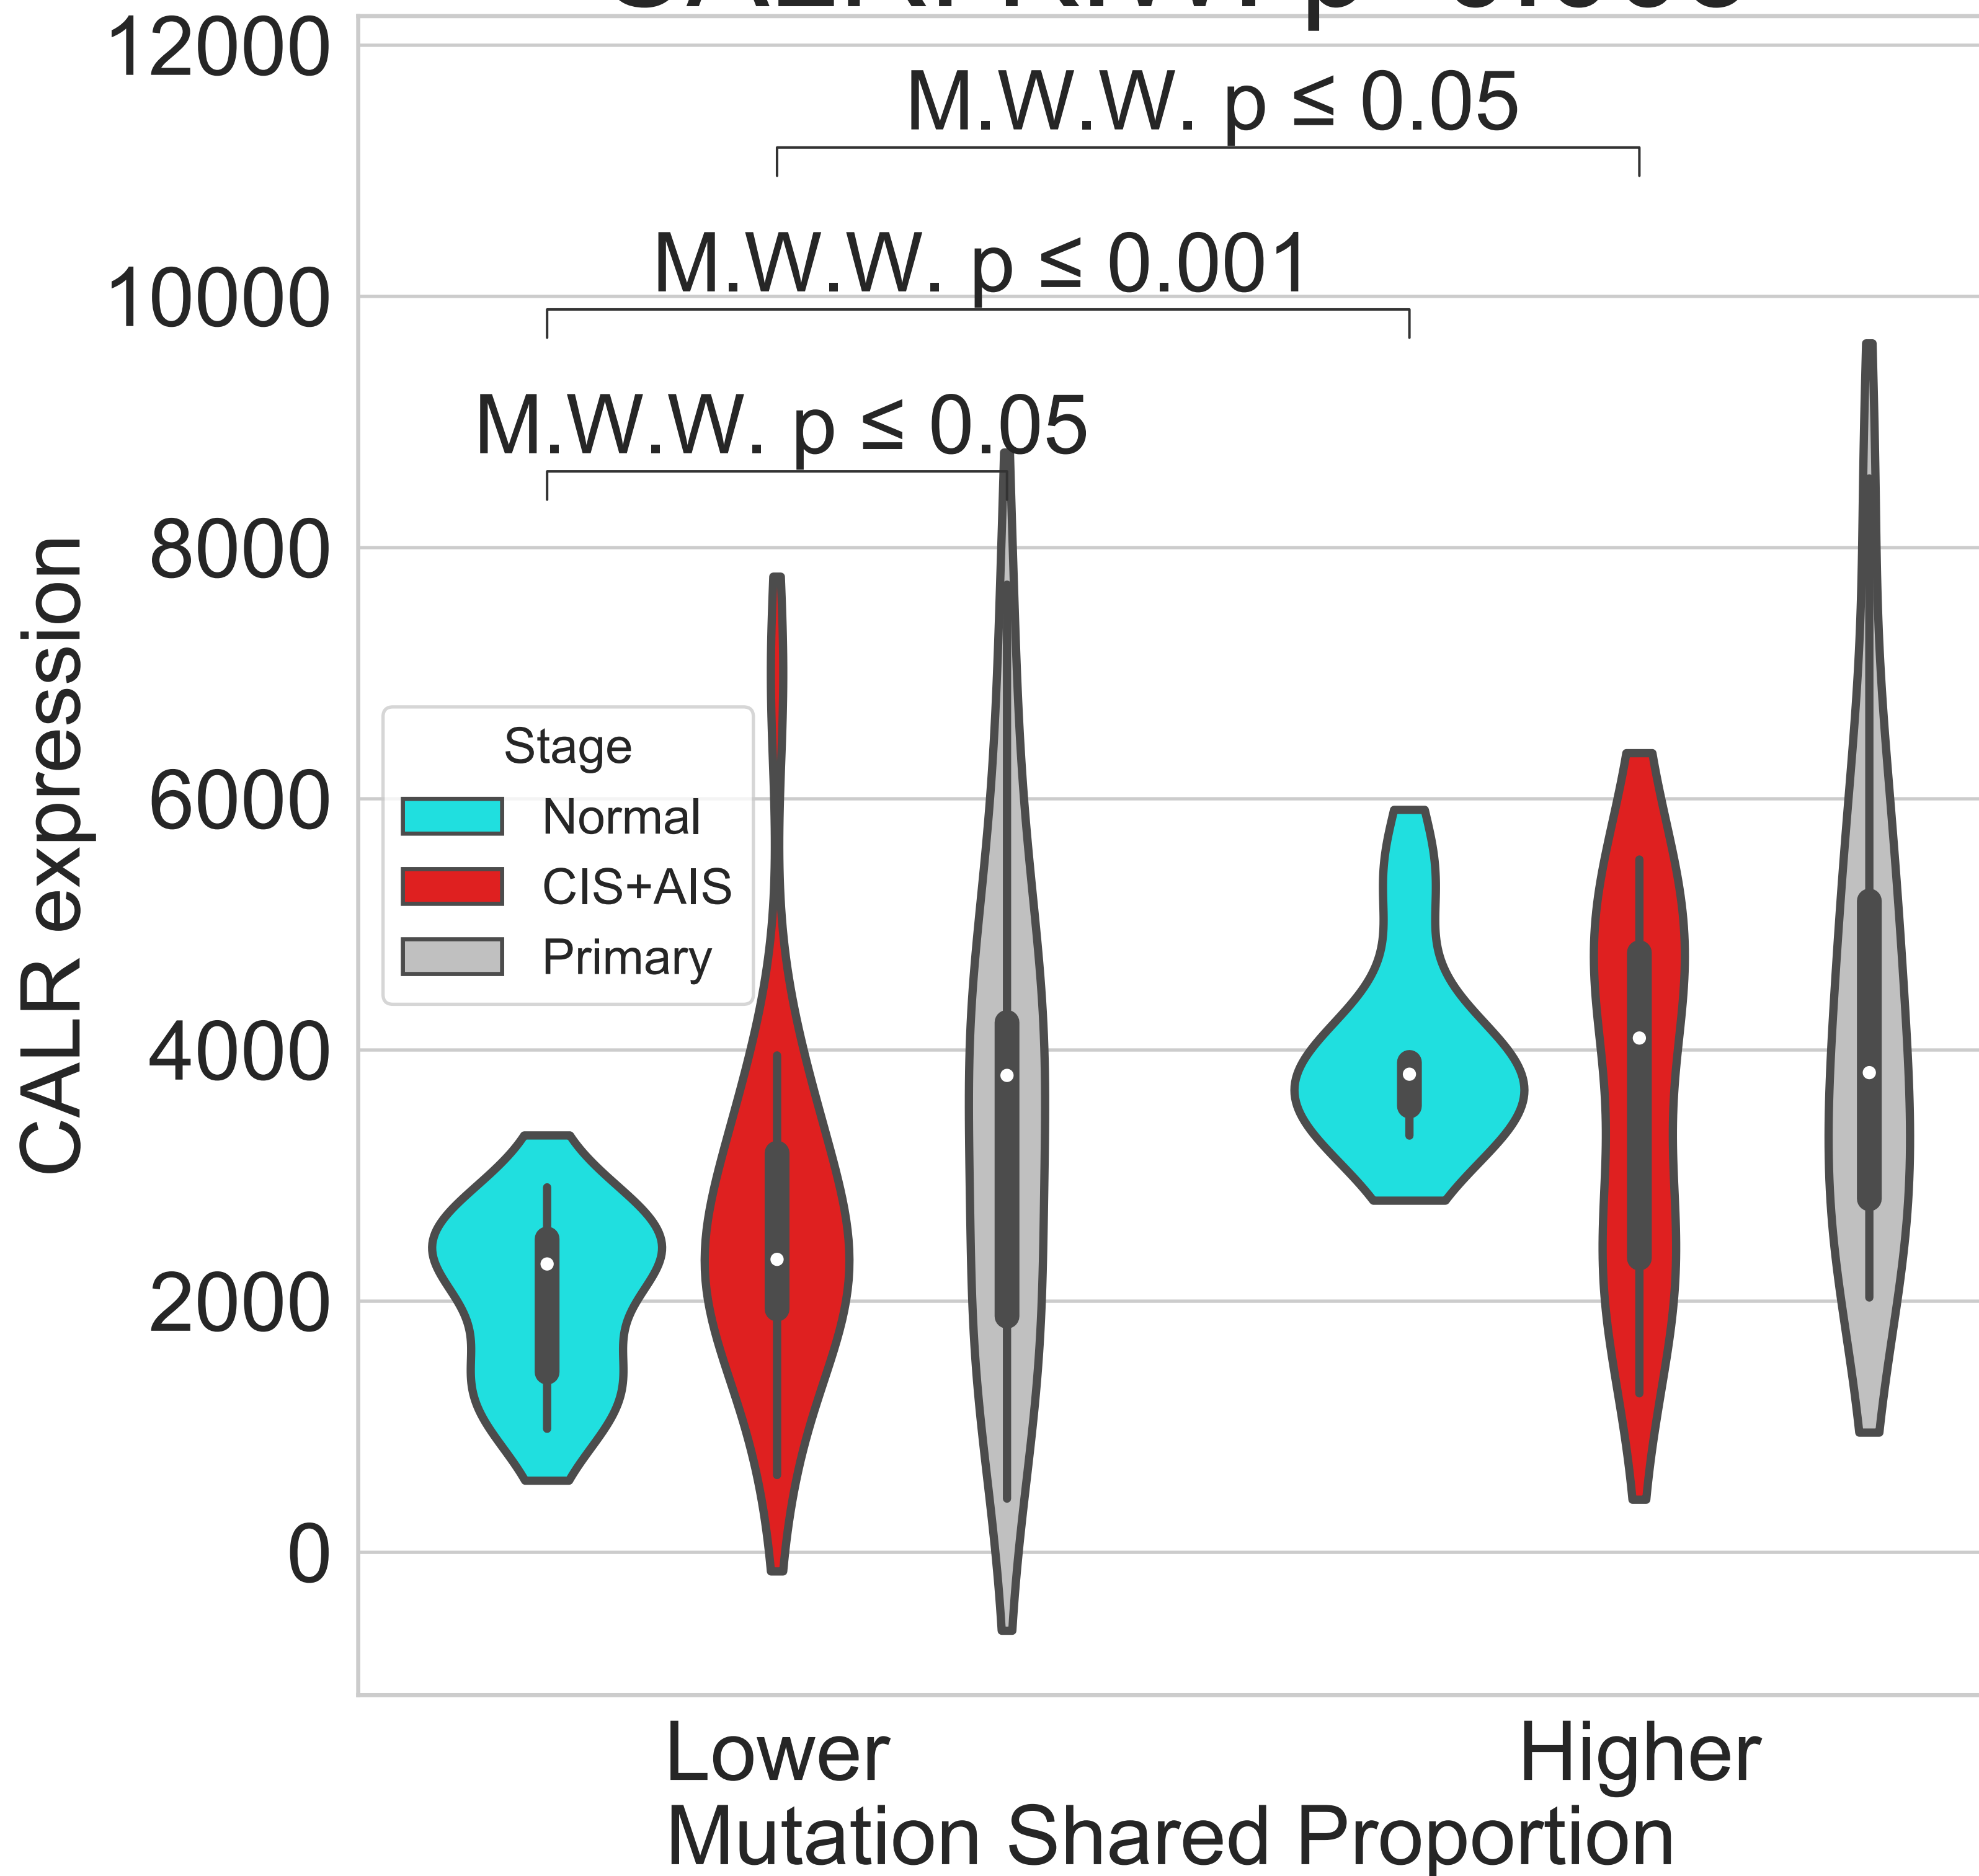 12000
M.W.W. p ≤ 0.05
10000
M.W.W. p ≤ 0.001
M.W.W. p ≤ 0.05
8000
6000
4000
2000
0
CALR expression
Stage
Normal
CIS+AIS
Primary
Lower
Higher
Mutation Shared Proportion